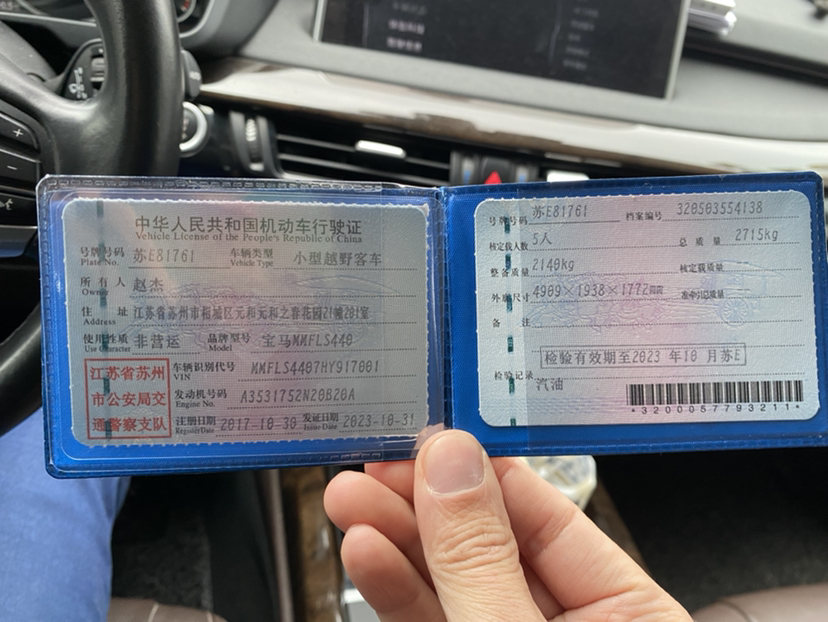 中华人民共和国机动车行驶证
Vehicle License of the People's Republic of China
号牌号码 苏E81761 车辆类型 小型越野客车
Plate No. Vehicle Type
所有人 赵杰
Owner
住 址 江苏省苏州市相城区元和元和之春花园21幢201室
Address
使用性质 非营运 品牌型号 宝马MMFLS440
Use Character Model
江苏省苏州
市公安局交
通警察支队
车辆识别代号 MMFLS4407HY917001
VIN
发动机号码 A3531752N20B20A
Engine No.
注册日期 2017-10-30 发证日期 2023-10-31
Register Date Issue Date
号牌号码 苏E81761 档案编号 320503554138
核定载人数 5人 总质量 2715kg
整备质量 2140kg 核定载质量
外廓尺寸 4909×1938×1772mm 准牵引总质量
备 注
检验有效期至2023 年10 月苏E
检验记录
汽油
*3200057793211*